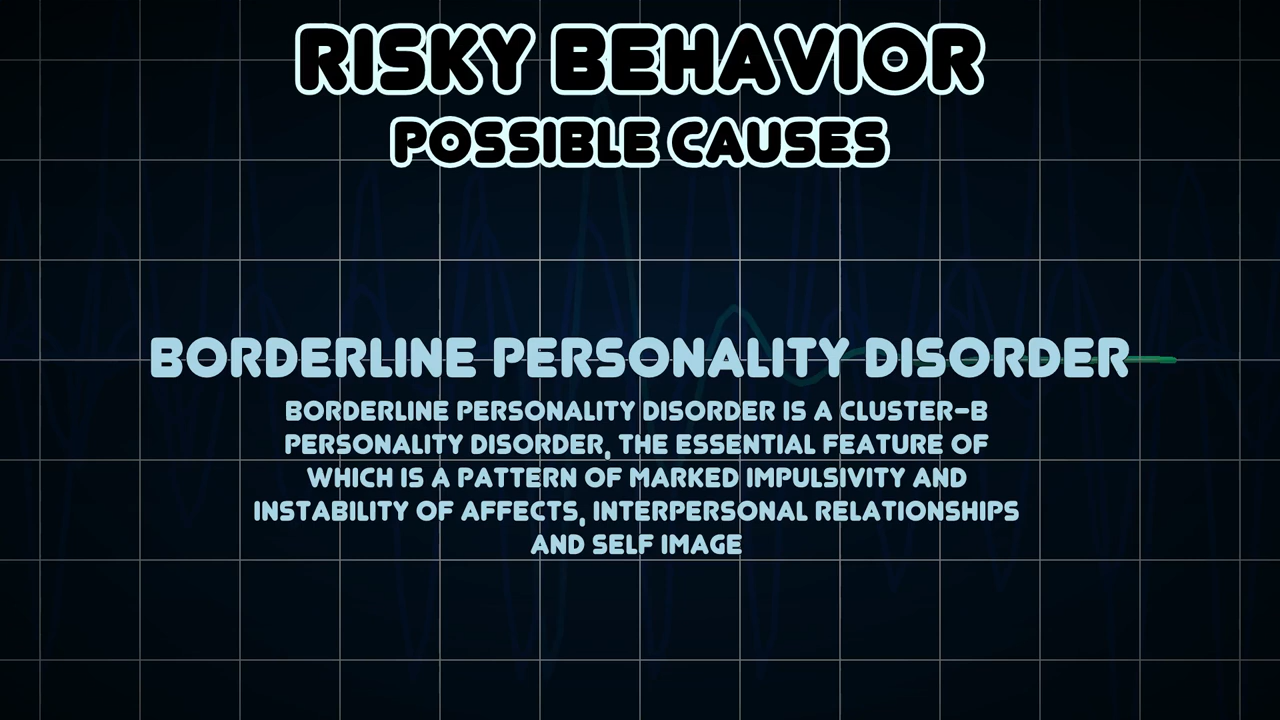 RISKY BEHAVIOR
POSSIBLE CAUSES
BORDERLINE PERSONALITY DISORDER
BORDERLINE PERSONALITY DISORDER IS A CLUSTER-B
PERSONALITY DISORDER, THE ESSENTIAL FEATURE OF
WHICH IS A PATTERN OF MARKED IMPULSIVITY AND
INSTABILITY OF AFFECTS, INTERPERSONAL RELATIONSHIPS
AND SELF IMAGE